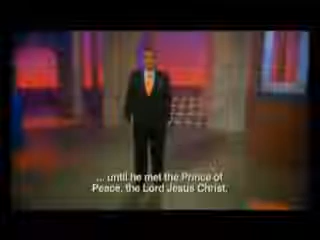 ... until he met the Prince of
Peace, the Lord Jesus Christ.